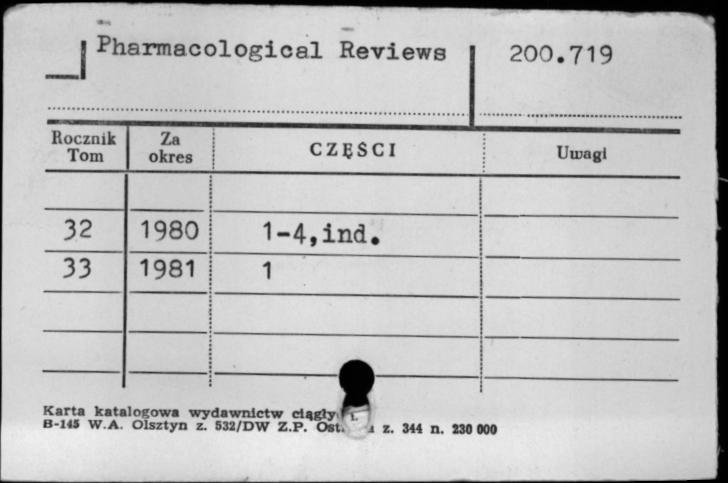 Pharmacological Reviews 200.719
Rocznik Tom Za okres CZĘŚCI Uwagi
32 1980 1-4,ind.
33 1981 1
Karta katalogowa wydawnictw ciągły
B-145 W.A. Olsztyn z. 532/DW Z.P. z. 344 n. 230 000